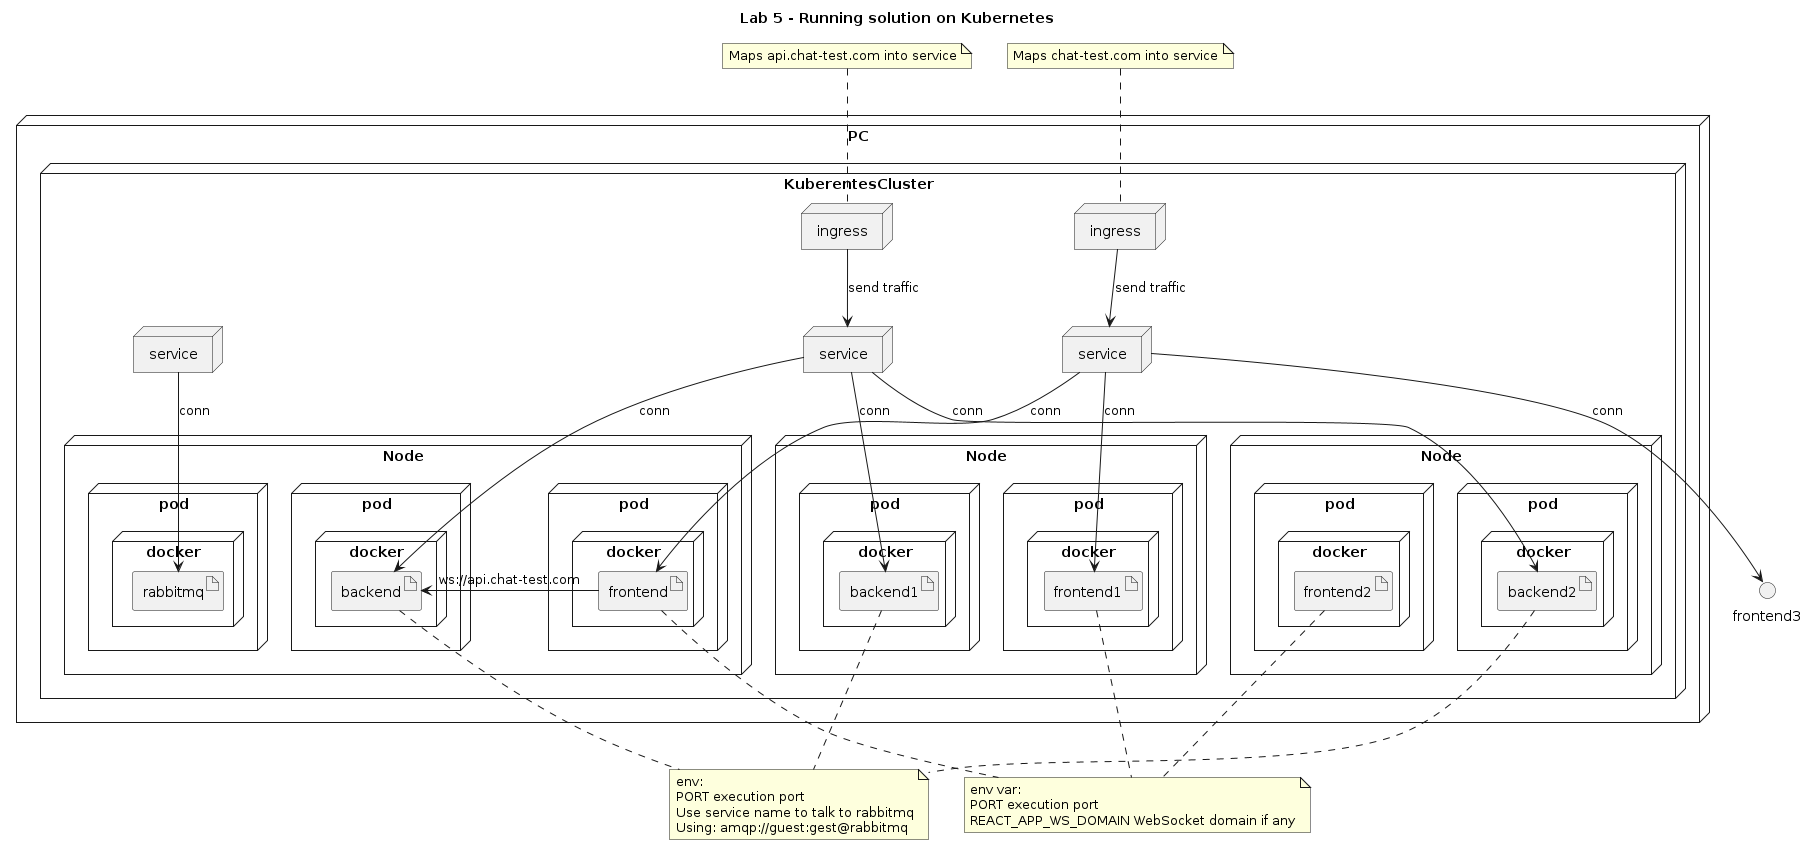 Lab 5 - Running solution on Kubernetes
Maps api.chat-test.com into service
Maps chat-test.com into service
PC
KuberentesCluster
ingress
ingress
send traffic
send traffic
service
service
service
conn
conn
conn
conn
conn
conn
conn
Node
Node
Node
pod
pod
pod
pod
pod
pod
pod
docker
docker
docker
docker
docker
docker
docker
ws://api.chat-test.com
rabbitmq
backend
frontend
backend1
frontend1
frontend2
backend2
frontend3
env:
PORT execution port
Use service name to talk to rabbitmq
Using: amqp://guest:gest@rabbitmq
env var:
PORT execution port
REACT_APP_WS_DOMAIN WebSocket domain if any